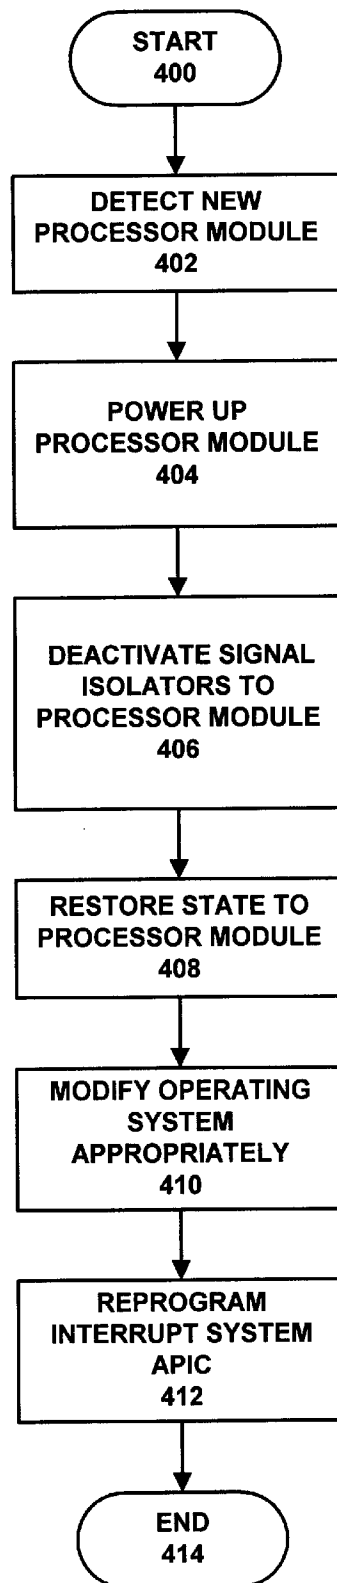 START
400
DETECT NEW
PROCESSOR MODULE
402
POWER UP
PROCESSOR MODULE
404
DEACTIVATE SIGNAL
ISOLATORS TO
PROCESSOR MODULE
406
RESTORE STATE TO
PROCESSOR MODULE
408
MODIFY OPERATING
SYSTEM
APPROPRIATELY
410
REPROGRAM
INTERRUPT SYSTEM
APIC
412
END
414